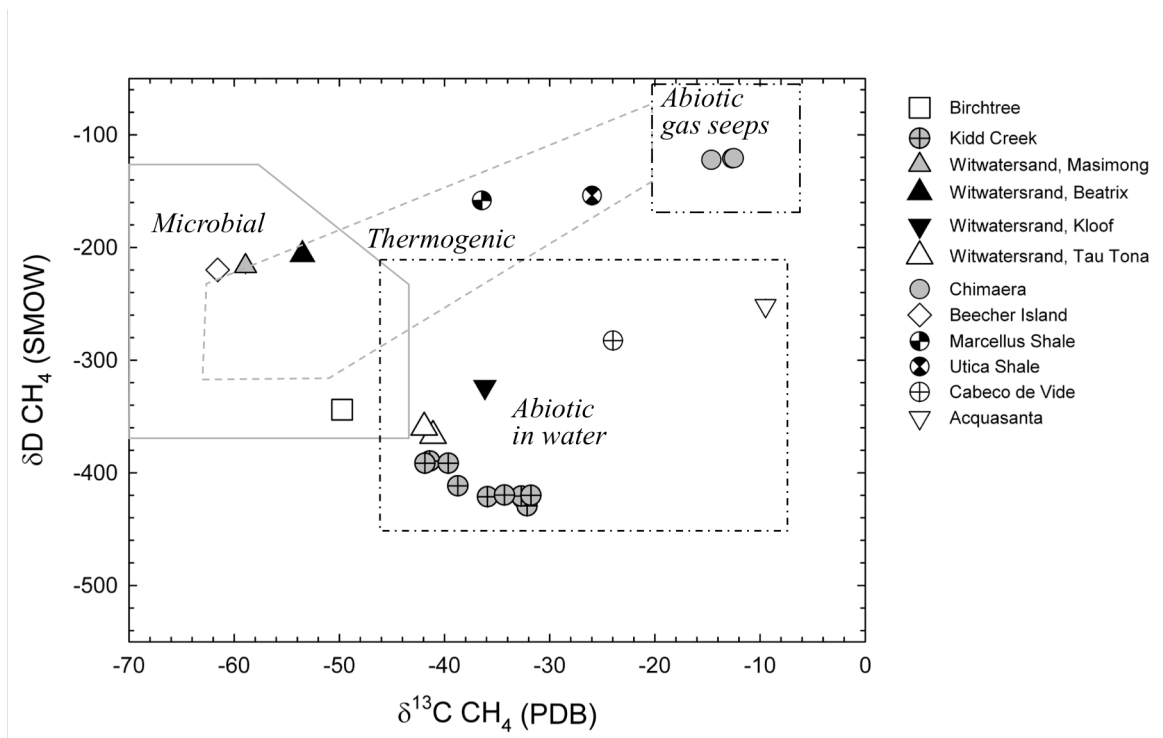 -100
-200
-300
-400
-500
-70
-60
-50
-40
-30
-20
-10
0
δD CH4 (SMOW)
δ13C CH4 (PDB)
Microbial
Thermogenic
Abiotic
gas seeps
Abiotic
in water
Birchtree
Kidd Creek
Witwatersand, Masimong
Witwatersrand, Beatrix
Witwatersrand, Kloof
Witwatersrand, Tau Tona
Chimaera
Beecher Island
Marcellus Shale
Utica Shale
Cabeco de Vide
Acquasanta